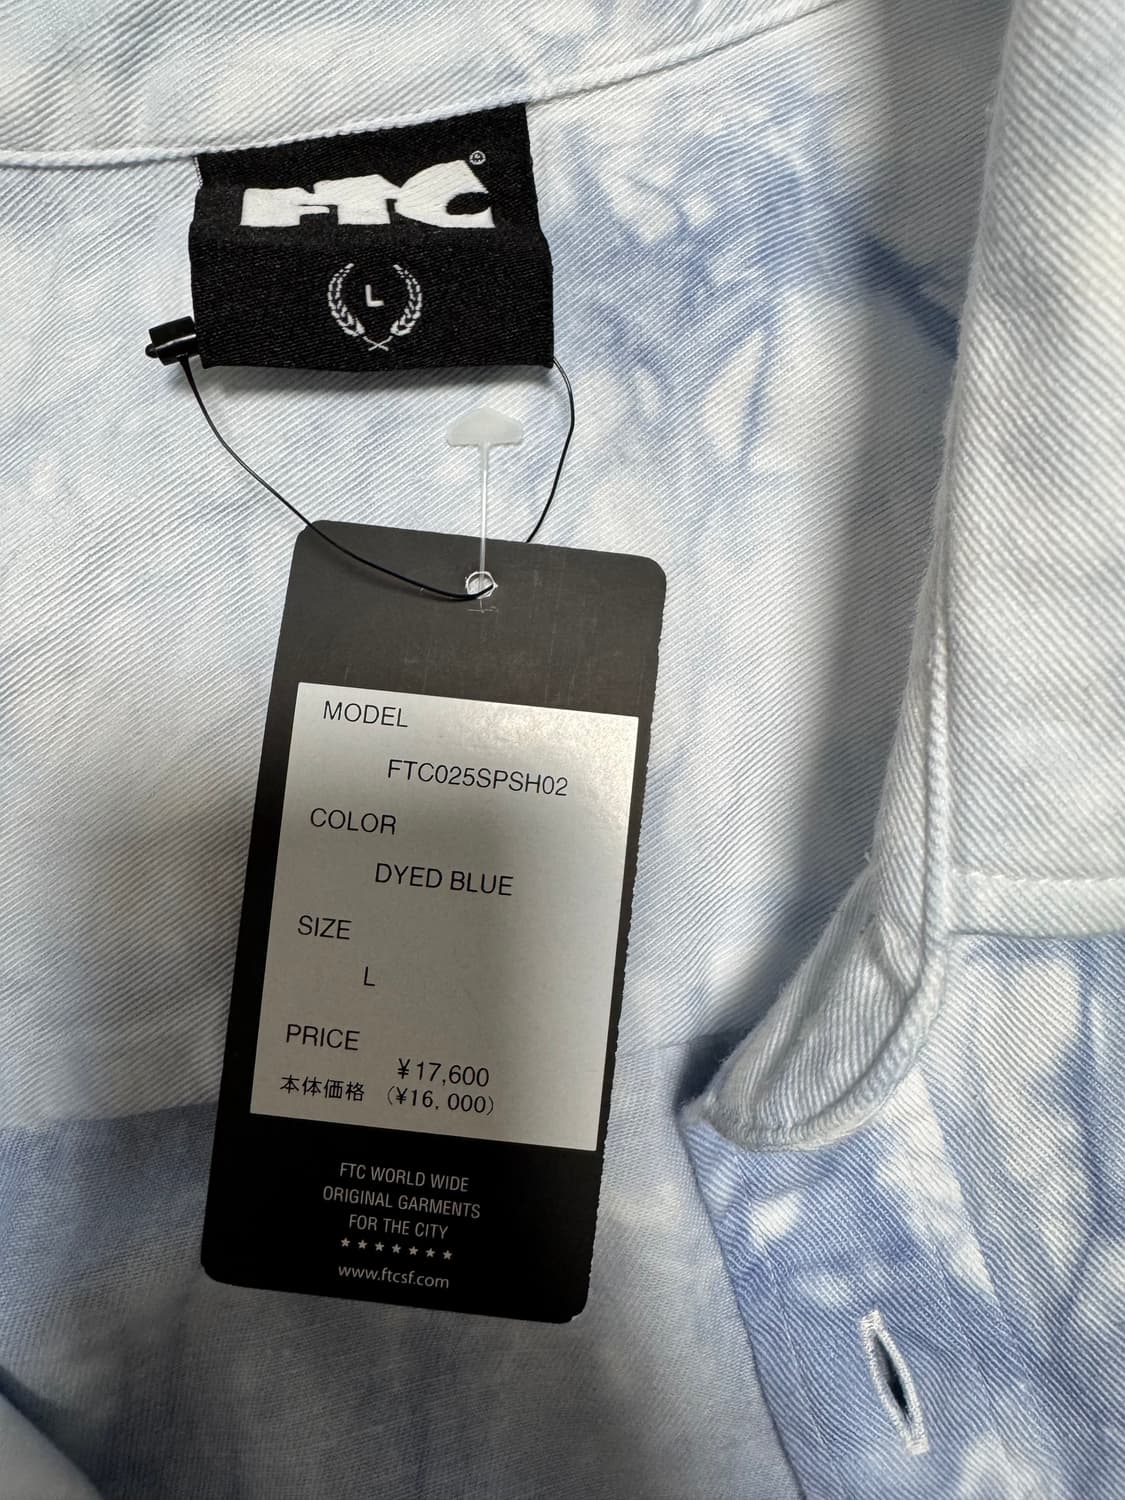 FTC®
L
MODEL
FTC025SPSH02
COLOR
DYED BLUE
SIZE
L
PRICE
¥17,600
本体価格 (¥16,000)
FTC WORLD WIDE
ORIGINAL GARMENTS
FOR THE CITY
★★★★★★★
www.ftcsf.com